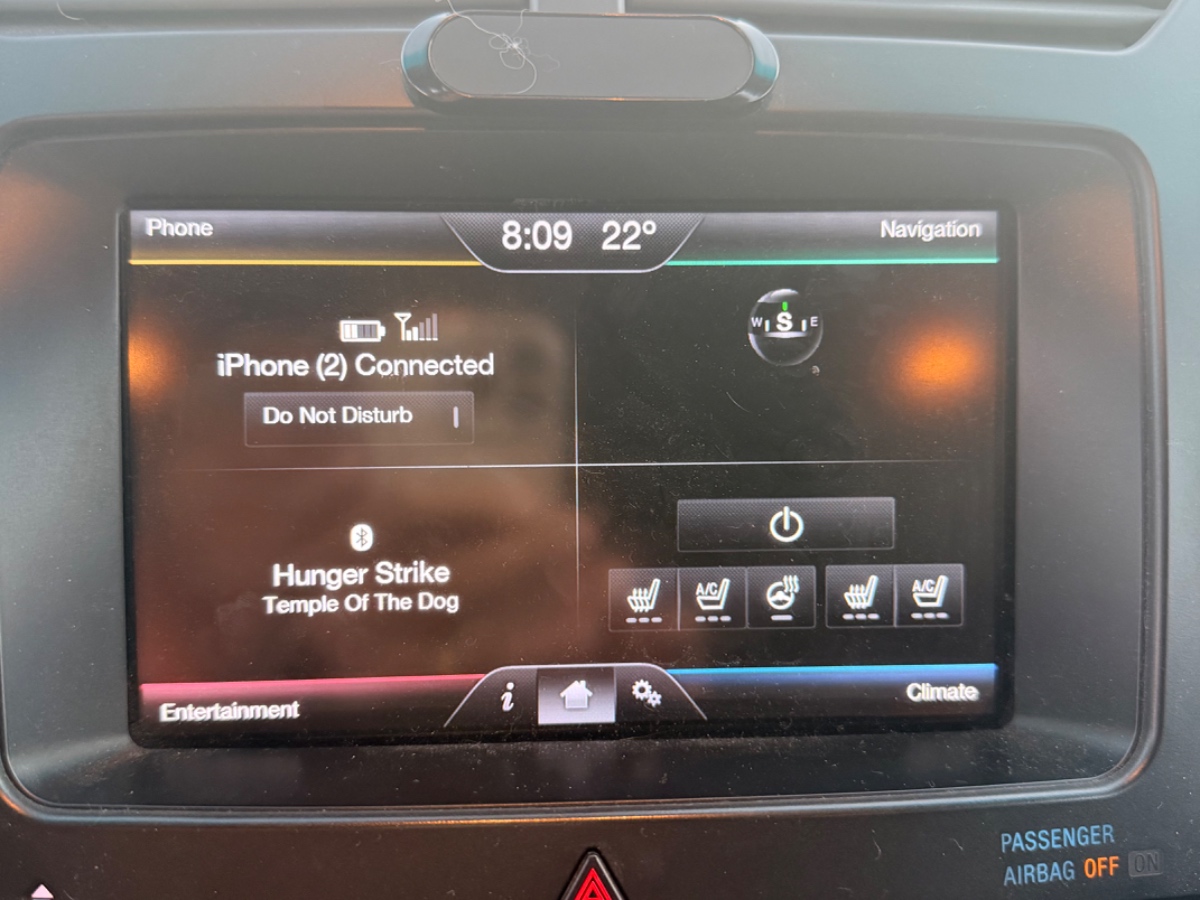 Phone
8:09 22°
Navigation
W S E
iPhone (2) Connected
Do Not Disturb
A/C
A/C
Hunger Strike
Temple Of The Dog
i
Entertainment
Climate
PASSENGER
AIRBAG OFF ON